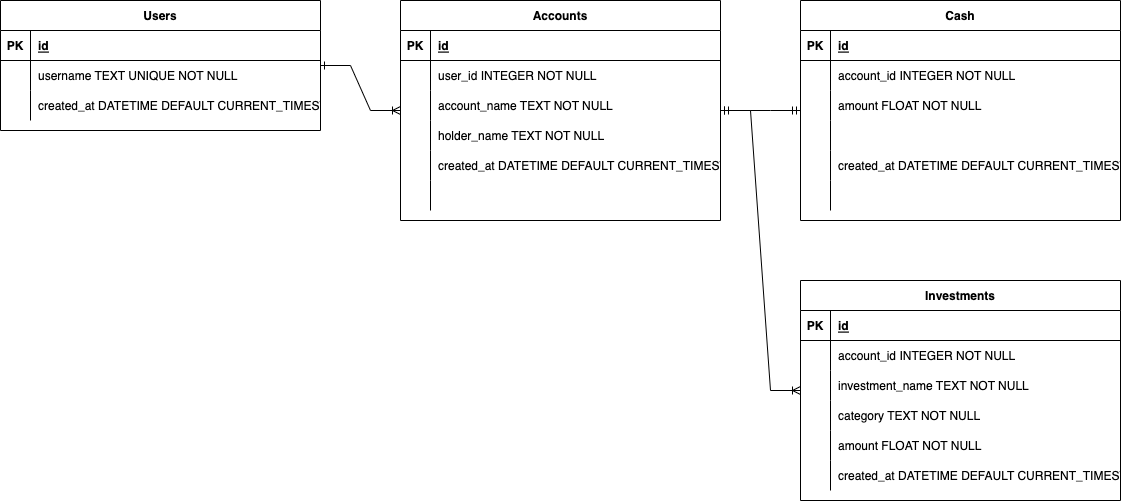 Users
PK id
username TEXT UNIQUE NOT NULL
created_at DATETIME DEFAULT CURRENT_TIMES
Accounts
PK id
user_id INTEGER NOT NULL
account_name TEXT NOT NULL
holder_name TEXT NOT NULL
created_at DATETIME DEFAULT CURRENT_TIMES
Cash
PK id
account_id INTEGER NOT NULL
amount FLOAT NOT NULL
created_at DATETIME DEFAULT CURRENT_TIMES
Investments
PK id
account_id INTEGER NOT NULL
investment_name TEXT NOT NULL
category TEXT NOT NULL
amount FLOAT NOT NULL
created_at DATETIME DEFAULT CURRENT_TIMES